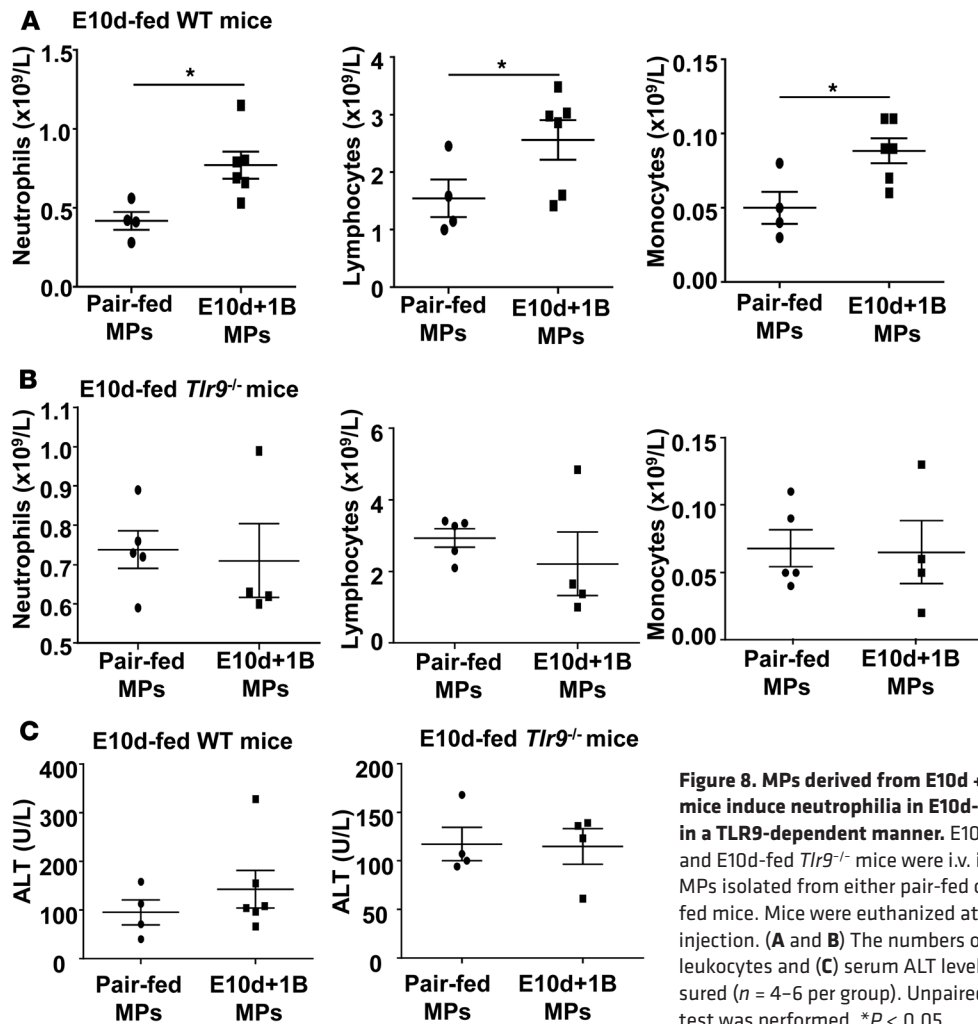 A E10d-fed WT mice
Neutrophils (x10⁹/L)
1.5
1.0
0.5
0.0
*
Pair-fed MPs
E10d+1B MPs
Lymphocytes (x10⁹/L)
4
3
2
1
0
*
Pair-fed MPs
E10d+1B MPs
Monocytes (x10⁹/L)
0.15
0.10
0.05
0.00
*
Pair-fed MPs
E10d+1B MPs
B E10d-fed Tlr9⁻/⁻ mice
Neutrophils (x10⁹/L)
1.1
1.0
0.9
0.8
0.7
0.6
0.5
Pair-fed MPs
E10d+1B MPs
Lymphocytes (x10⁹/L)
6
4
2
0
Pair-fed MPs
E10d+1B MPs
Monocytes (x10⁹/L)
0.15
0.10
0.05
0.00
Pair-fed MPs
E10d+1B MPs
C E10d-fed WT mice
ALT (U/L)
400
300
200
100
0
Pair-fed MPs
E10d+1B MPs
E10d-fed Tlr9⁻/⁻ mice
ALT (U/L)
200
150
100
50
0
Pair-fed MPs
E10d+1B MPs
Figure 8. MPs derived from E10d
mice induce neutrophilia in E10d-
in a TLR9-dependent manner. E10
and E10d-fed Tlr9⁻/⁻ mice were i.v. i
MPs isolated from either pair-fed
fed mice. Mice were euthanized at
injection. (A and B) The numbers
leukocytes and (C) serum ALT level
sured (n = 4–6 per group). Unpaired
test was performed. *P < 0.05